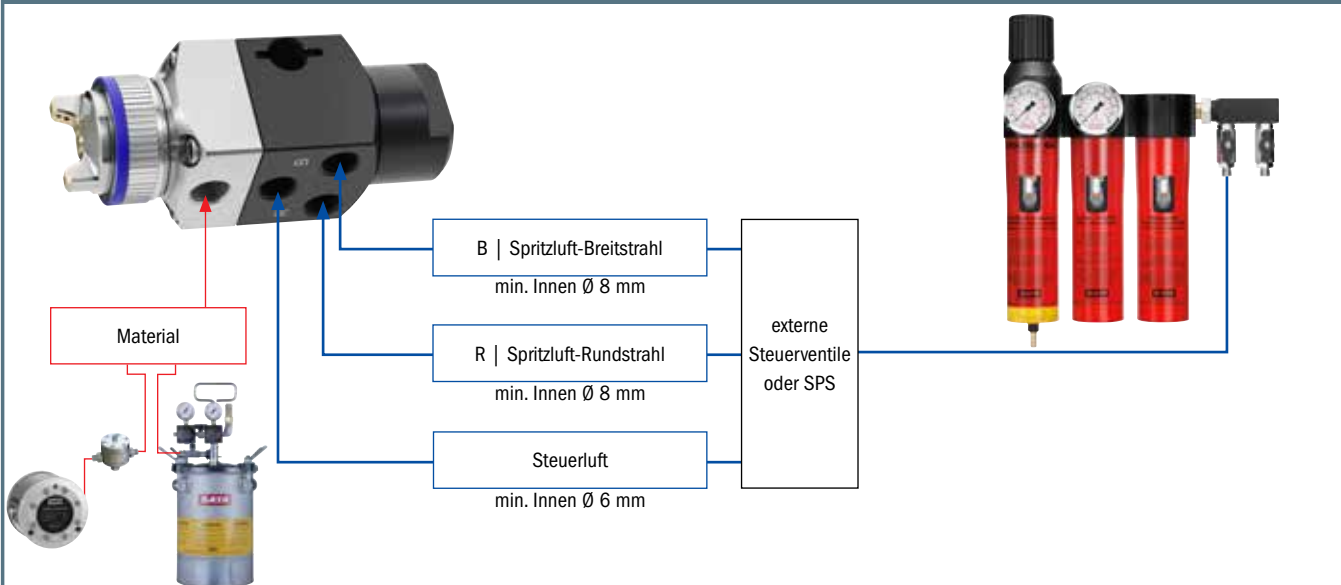 B | Spritzluft-Breitstrahl
min. Innen Ø 8 mm
Material
R | Spritzluft-Rundstrahl
min. Innen Ø 8 mm
externe
Steuerventile
oder SPS
Steuerluft
min. Innen Ø 6 mm
SATA